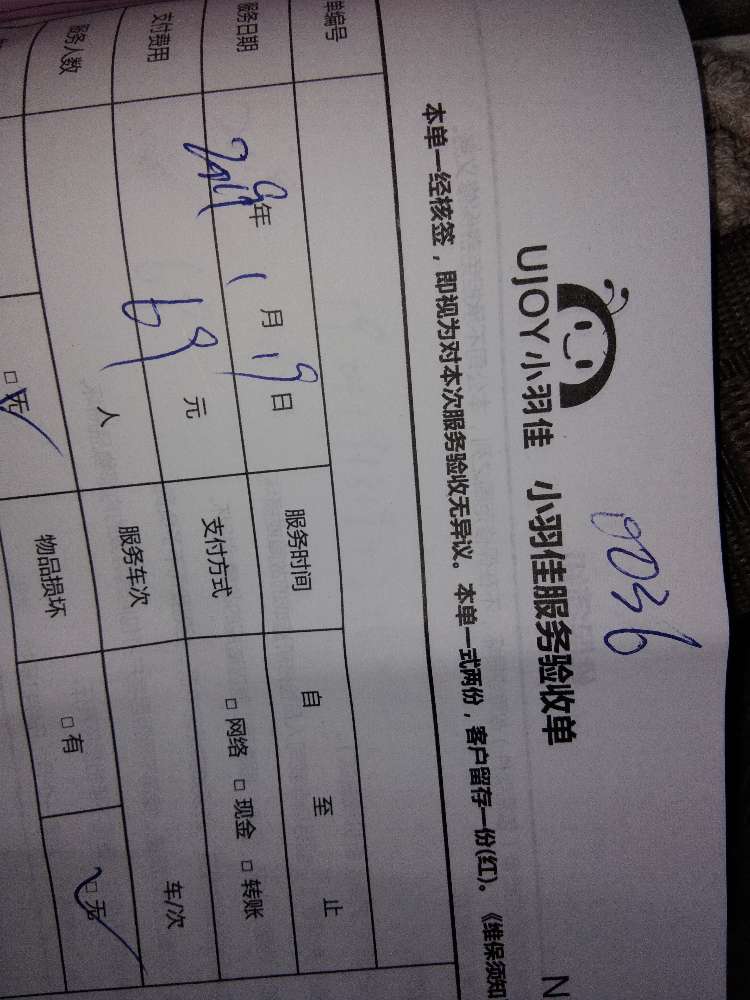 0036
UJOY小羽佳 小羽佳服务验收单
N
本单一经核签，即视为对本次服务验收无异议。本单一式两份，客户留存一份(红)。《维保须知
单编号
服务日期 2019年 1月 19日 服务时间 自 至 止
支付费用 69 元 支付方式 □网络 □现金 □转账
服务人数 人 服务车次 车/次
□无 物品损坏 □有 □无